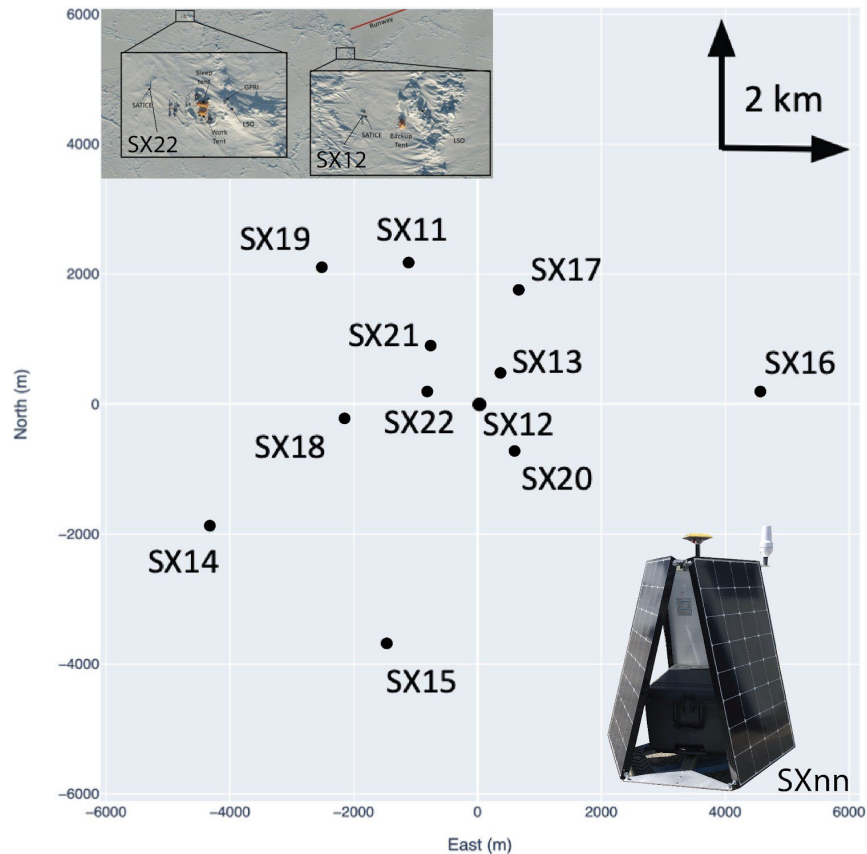 6000
4000
2000
0
−2000
−4000
−6000
North (m)
Runway
Sleep
tent
GPRI
SATICE
LSO
Work
Tent
SX22
SATICE
Backup
Tent
LSO
SX12
2 km
SX19
SX11
SX17
SX21
SX13
SX16
SX22
SX12
SX18
SX20
SX14
SX15
SXnn
−6000
−4000
−2000
0
2000
4000
6000
East (m)